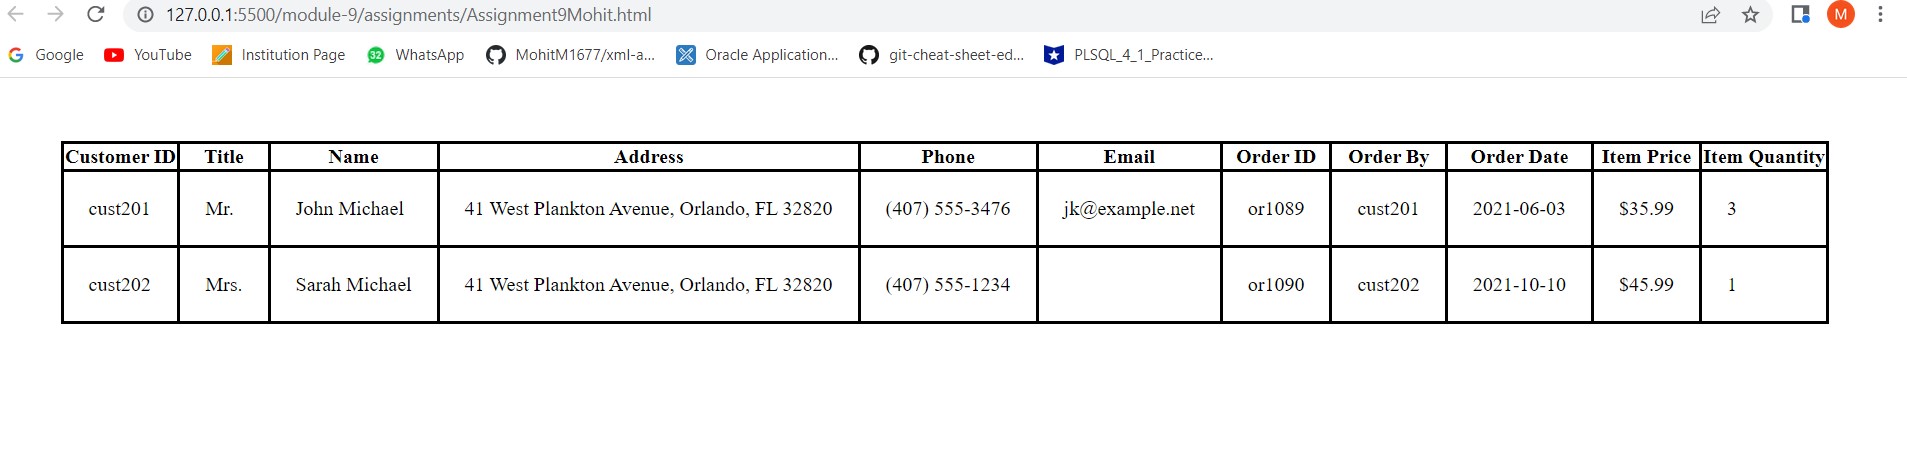 127.0.0.1:5500/module-9/assignments/Assignment9Mohit.html M
Google YouTube Institution Page 32 WhatsApp MohitM1677/xml-a... Oracle Application... git-cheat-sheet-ed... PLSQL_4_1_Practice...
Customer ID Title Name Address Phone Email Order ID Order By Order Date Item Price Item Quantity
cust201 Mr. John Michael 41 West Plankton Avenue, Orlando, FL 32820 (407) 555-3476 jk@example.net or1089 cust201 2021-06-03 $35.99 3
cust202 Mrs. Sarah Michael 41 West Plankton Avenue, Orlando, FL 32820 (407) 555-1234 or1090 cust202 2021-10-10 $45.99 1